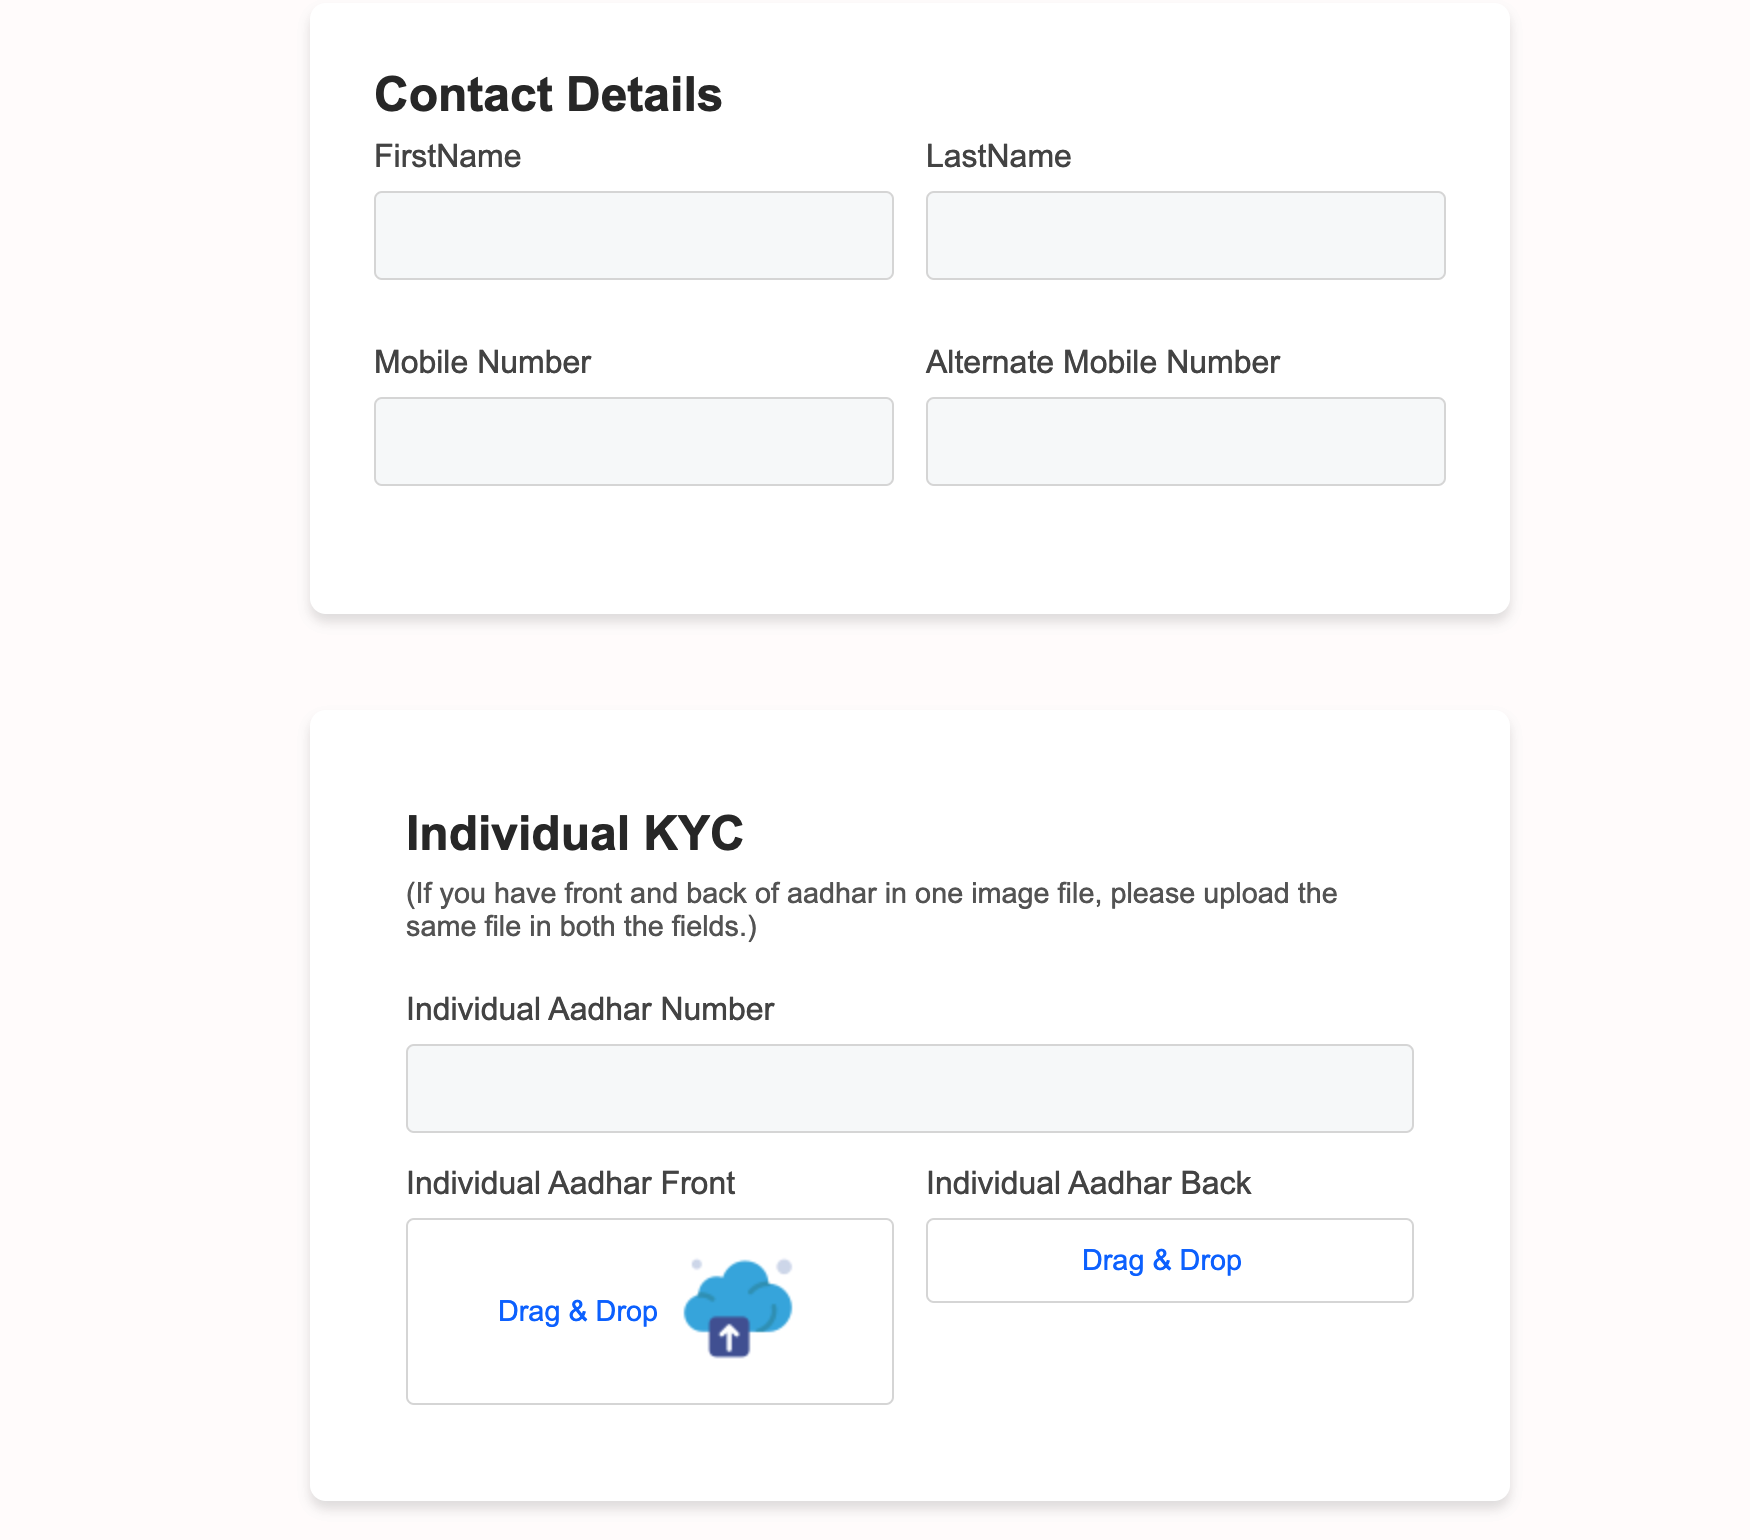 Contact Details
FirstName
LastName
Mobile Number
Alternate Mobile Number
Individual KYC
(If you have front and back of aadhar in one image file, please upload the
same file in both the fields.)
Individual Aadhar Number
Individual Aadhar Front
Individual Aadhar Back
Drag & Drop
Drag & Drop